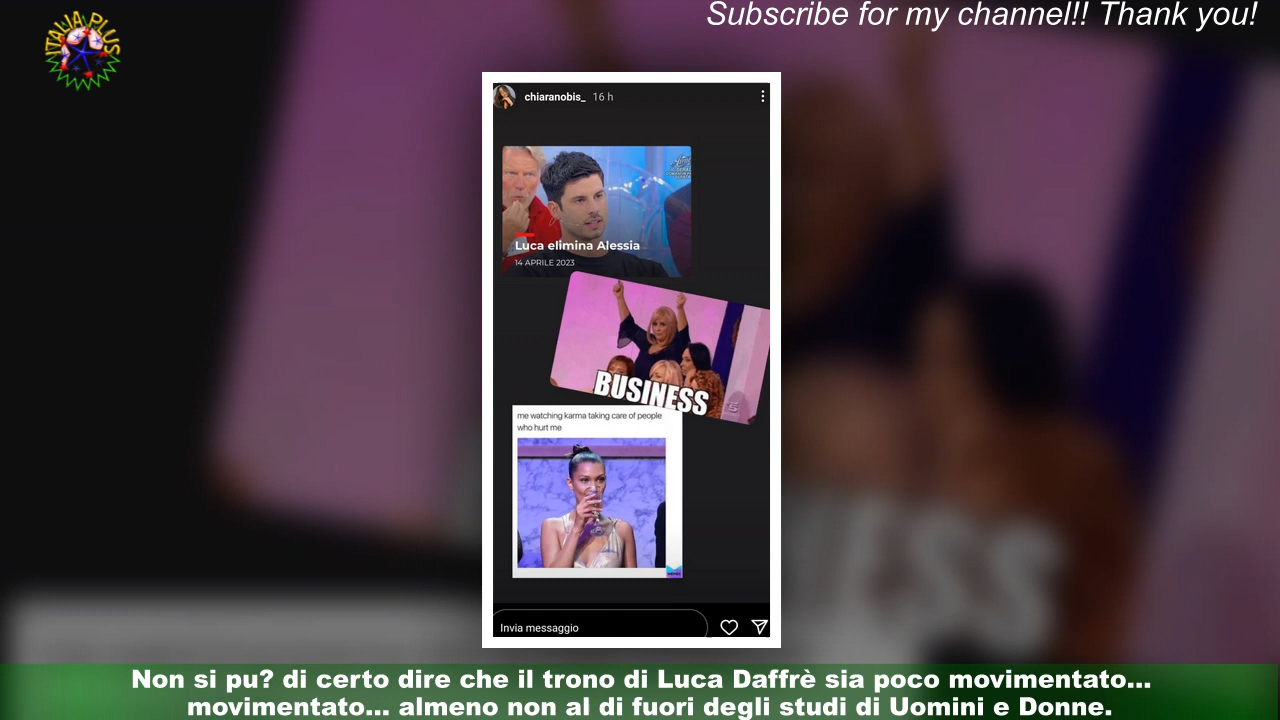 Subscribe for my channel!! Thank you!
ITALIA PLUS
chiaranobis_ 16 h
Luca elimina Alessia
14 APRILE 2023
BUSINESS
me watching karma taking care of people
who hurt me
Invia messaggio
Non si pu? di certo dire che il trono di Luca Daffrè sia poco movimentato...
movimentato... almeno non al di fuori degli studi di Uomini e Donne.